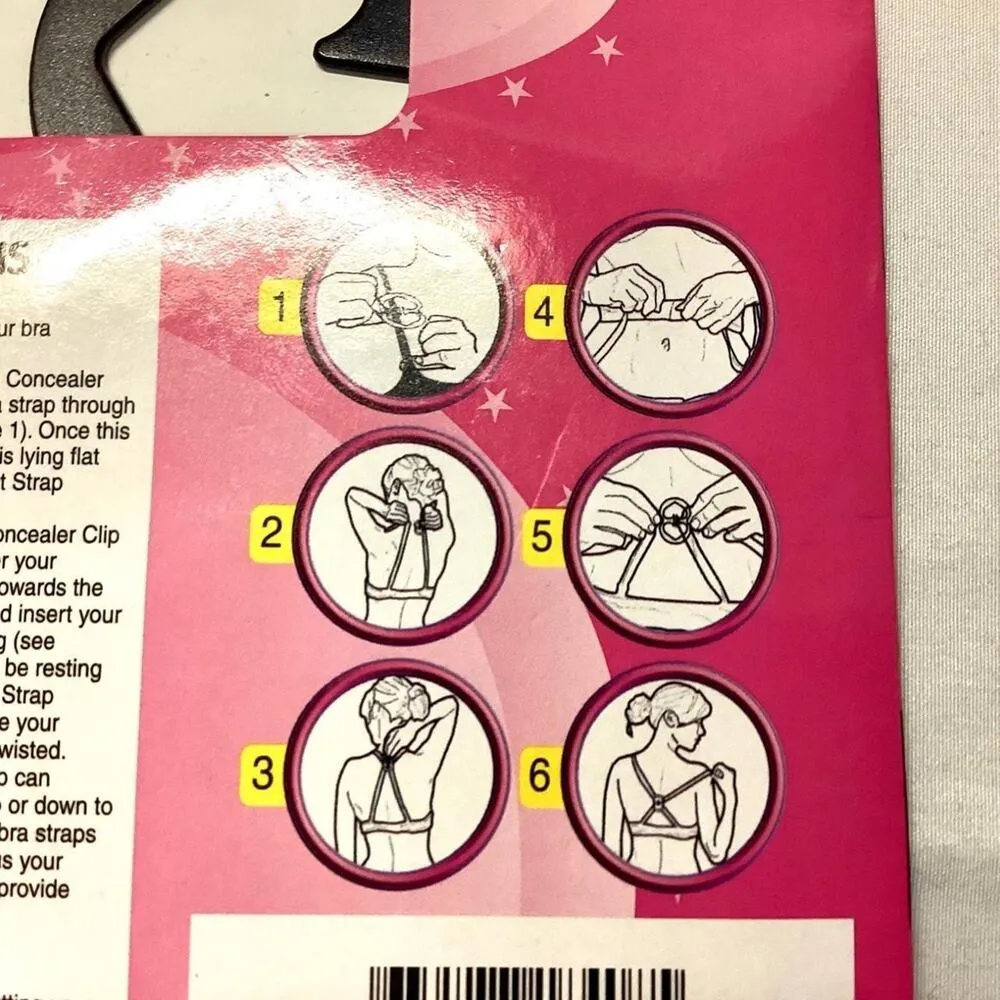 ur bra
Concealer
strap through
1). Once this
is lying flat
t Strap
oncealer Clip
r your
owards the
d insert your
g (see
be resting
Strap
e your
wisted.
can
or down to
bra straps
s your
provide
1
2
3
4
5
6